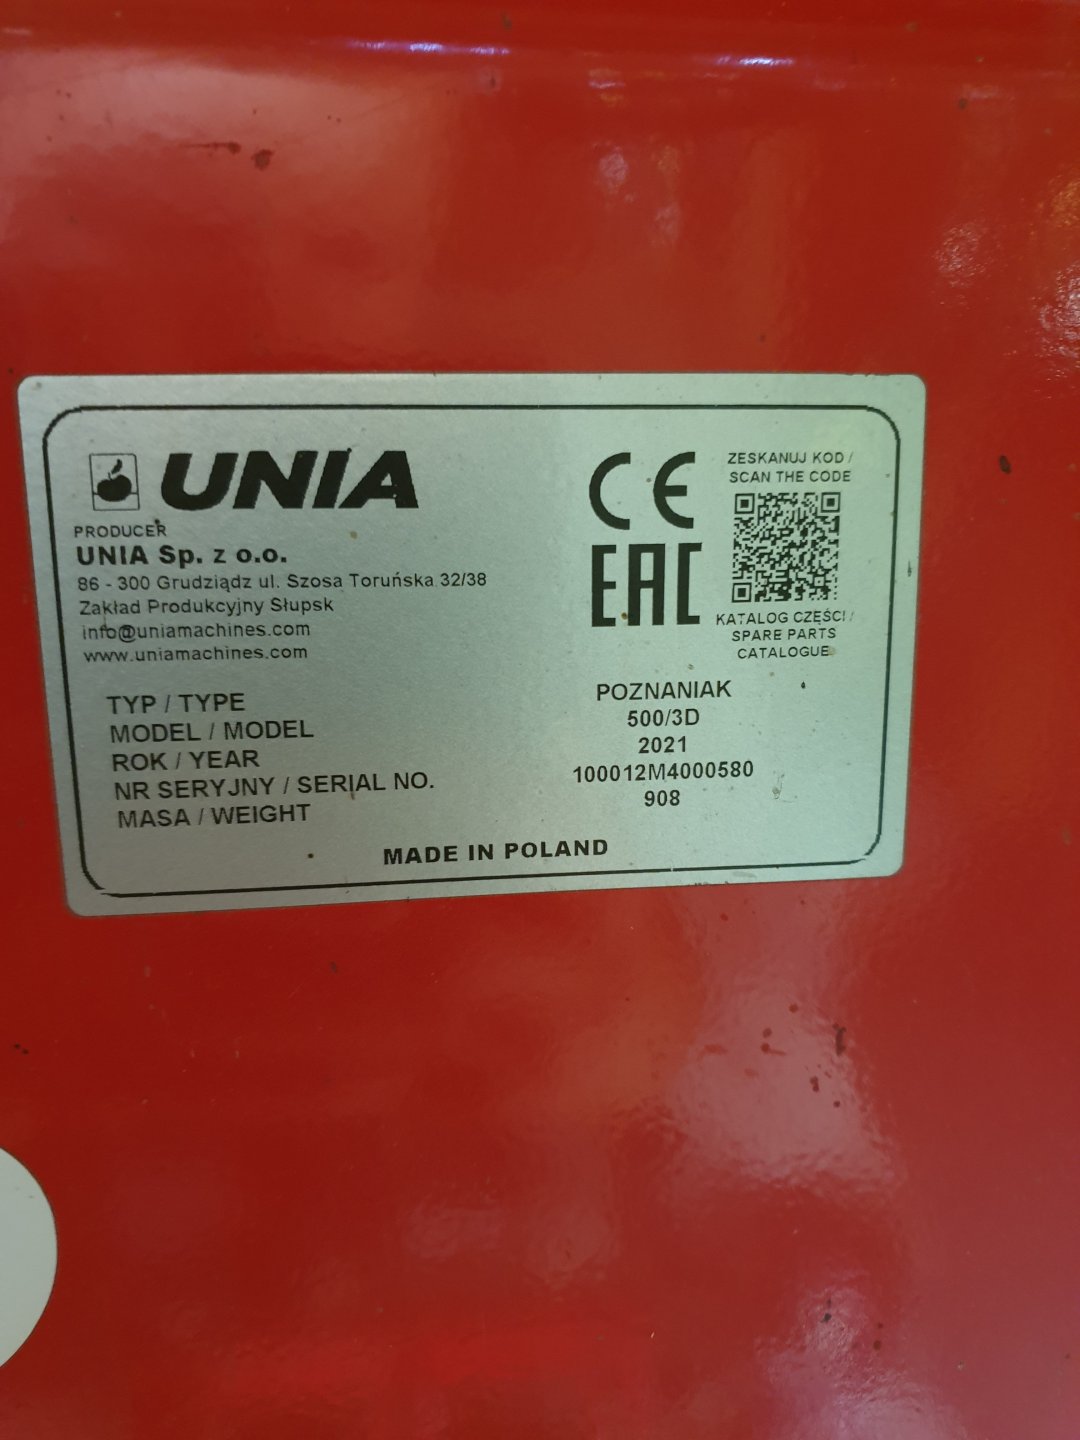 UNIA
PRODUCER
UNIA Sp. z o.o.
86 - 300 Grudziądz ul. Szosa Toruńska 32/38
Zakład Produkcyjny Słupsk
info@uniamachines.com
www.uniamachines.com
CE
EAC
ZESKANUJ KOD /
SCAN THE CODE
KATALOG CZĘŚCI /
SPARE PARTS
CATALOGUE
TYP / TYPE POZNANIAK
MODEL / MODEL 500/3D
ROK / YEAR 2021
NR SERYJNY / SERIAL NO. 100012M4000580
MASA / WEIGHT 908
MADE IN POLAND